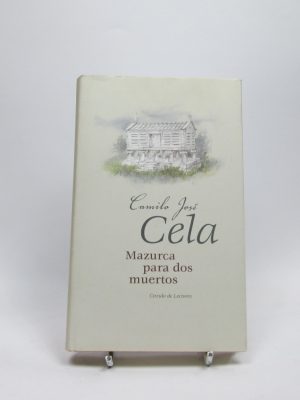 Camilo José
Cela
Mazurca
para dos
muertos
Círculo de Lectores